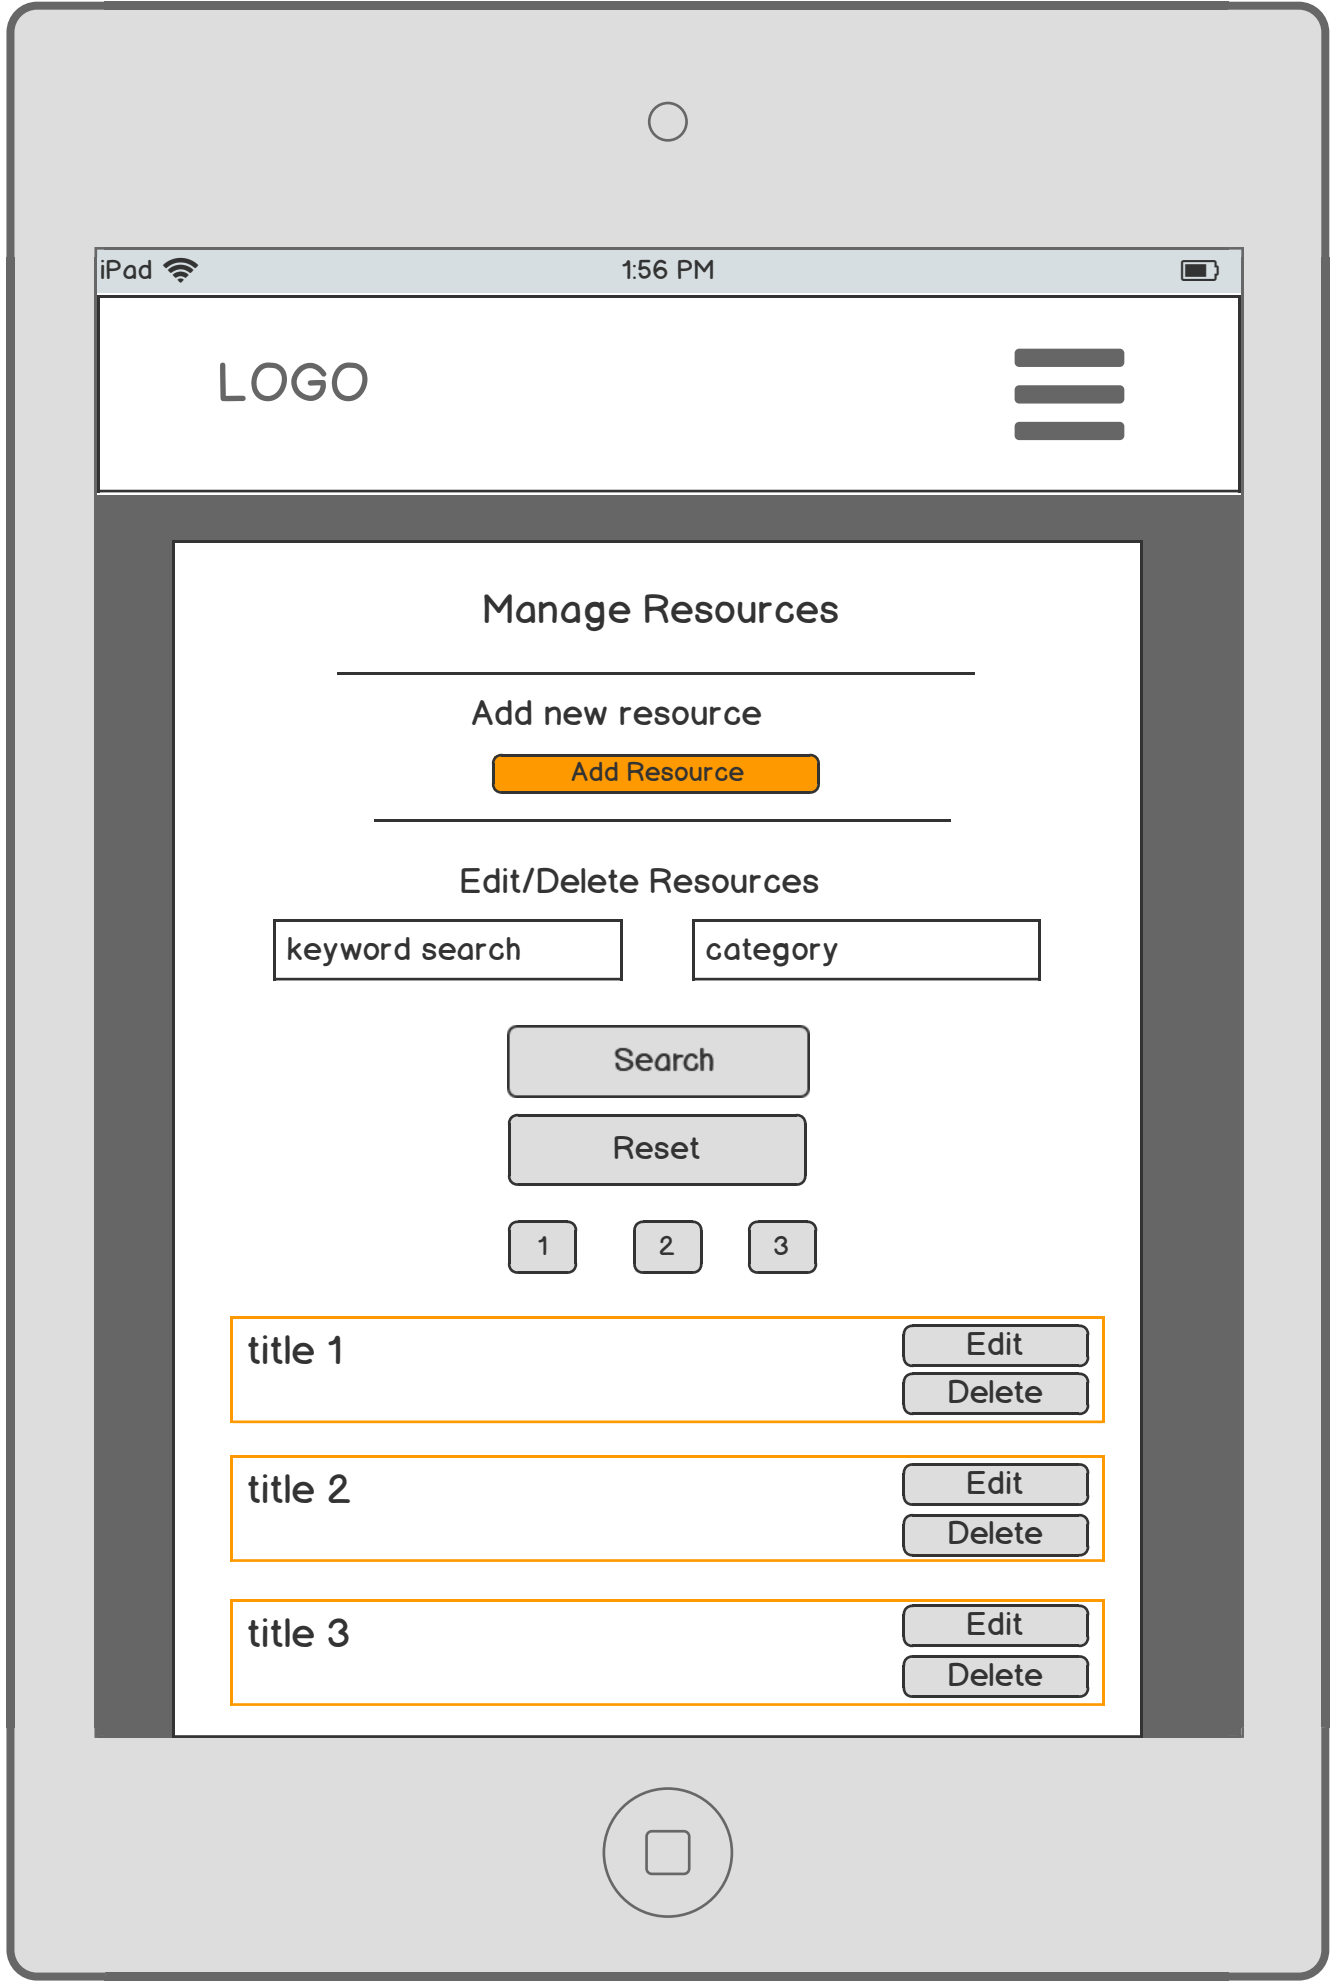 iPad 1:56 PM
LOGO
Manage Resources
Add new resource
Add Resource
Edit/Delete Resources
keyword search category
Search
Reset
1 2 3
title 1 Edit
Delete
title 2 Edit
Delete
title 3 Edit
Delete